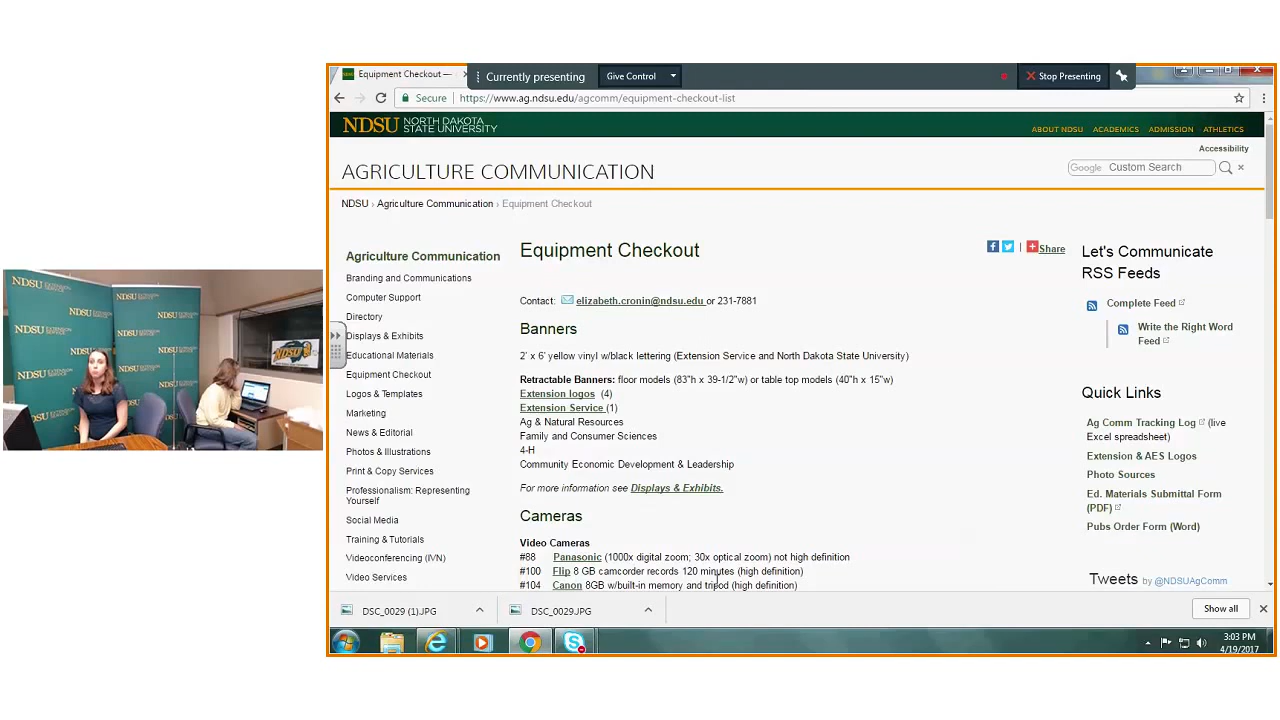 Equipment Checkout —
Currently presenting
Give Control
Stop Presenting
Secure
https://www.ag.ndsu.edu/agcomm/equipment-checkout-list
NDSU NORTH DAKOTA
STATE UNIVERSITY
ABOUT NDSU ACADEMICS ADMISSION ATHLETICS
Accessibility
AGRICULTURE COMMUNICATION
Google Custom Search
NDSU › Agriculture Communication › Equipment Checkout
Agriculture Communication
Branding and Communications
Computer Support
Directory
Displays & Exhibits
Educational Materials
Equipment Checkout
Logos & Templates
Marketing
News & Editorial
Photos & Illustrations
Print & Copy Services
Professionalism: Representing
Yourself
Social Media
Training & Tutorials
Videoconferencing (IVN)
Video Services
Equipment Checkout
Share
Contact: elizabeth.cronin@ndsu.edu or 231-7881
Banners
2' x 6' yellow vinyl w/black lettering (Extension Service and North Dakota State University)
Retractable Banners: floor models (83"h x 39-1/2"w) or table top models (40"h x 15"w)
Extension logos (4)
Extension Service (1)
Ag & Natural Resources
Family and Consumer Sciences
4-H
Community Economic Development & Leadership
For more information see Displays & Exhibits.
Cameras
Video Cameras
#88 Panasonic (1000x digital zoom; 30x optical zoom) not high definition
#100 Flip 8 GB camcorder records 120 minutes (high definition)
#104 Canon 8GB w/built-in memory and tripod (high definition)
Let's Communicate
RSS Feeds
Complete Feed
Write the Right Word
Feed
Quick Links
Ag Comm Tracking Log (live
Excel spreadsheet)
Extension & AES Logos
Photo Sources
Ed. Materials Submittal Form
(PDF)
Pubs Order Form (Word)
Tweets by @NDSUAgComm
DSC_0029 (1).JPG
DSC_0029.JPG
Show all
3:03 PM
4/19/2017
NDSU
NDSU EXTENSION SERVICE